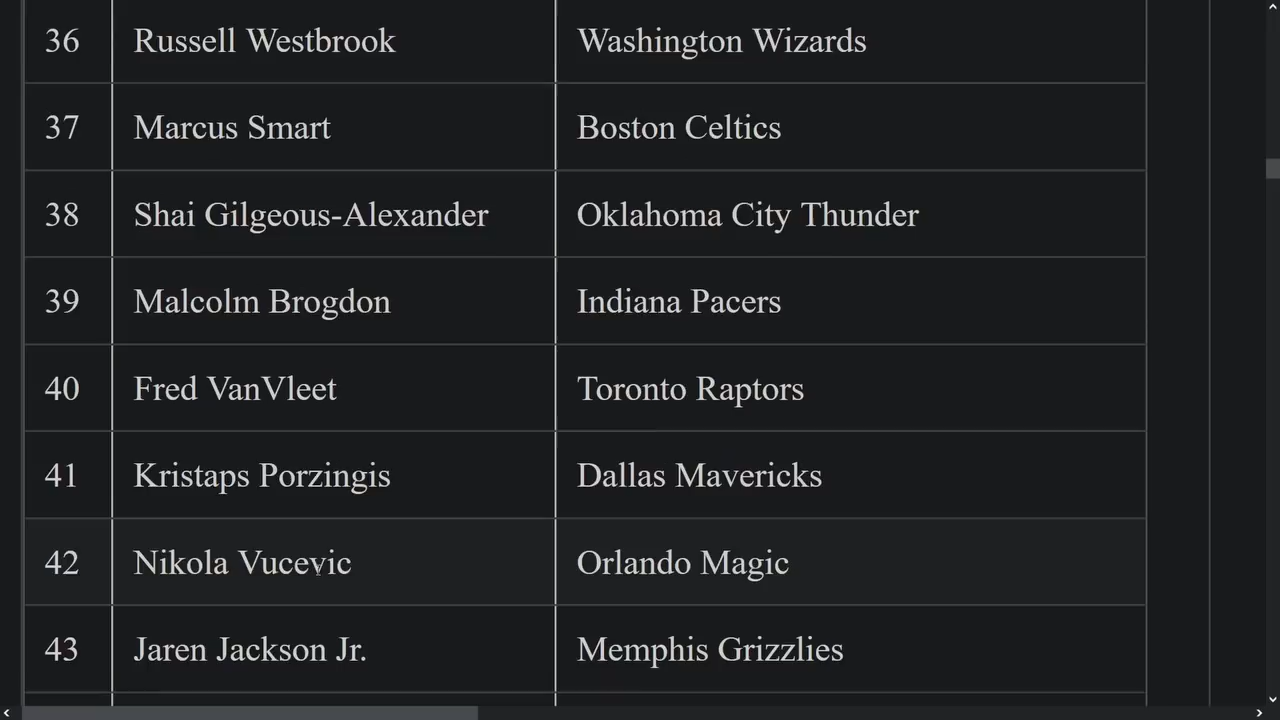 36 Russell Westbrook Washington Wizards
37 Marcus Smart Boston Celtics
38 Shai Gilgeous-Alexander Oklahoma City Thunder
39 Malcolm Brogdon Indiana Pacers
40 Fred VanVleet Toronto Raptors
41 Kristaps Porzingis Dallas Mavericks
42 Nikola Vucevic Orlando Magic
43 Jaren Jackson Jr. Memphis Grizzlies